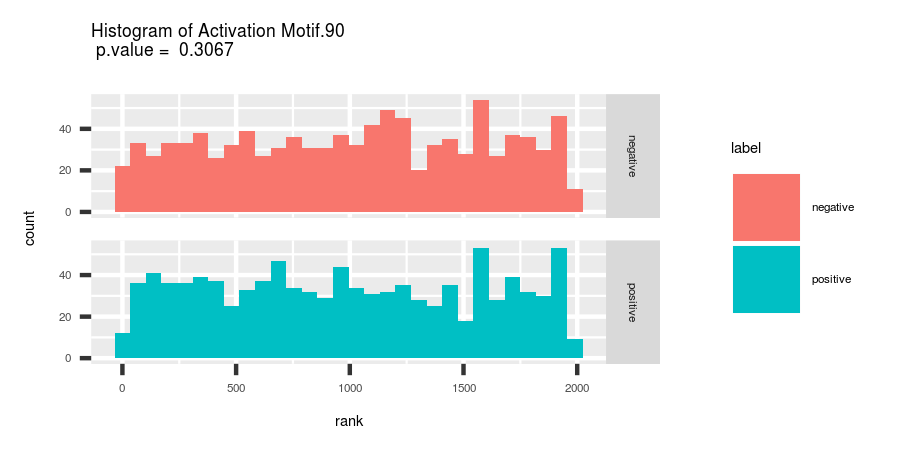 Histogram of Activation Motif.90
p.value =  0.3067
count
40
20
0
negative
40
20
0
positive
0
500
1000
1500
2000
rank
label
negative
positive